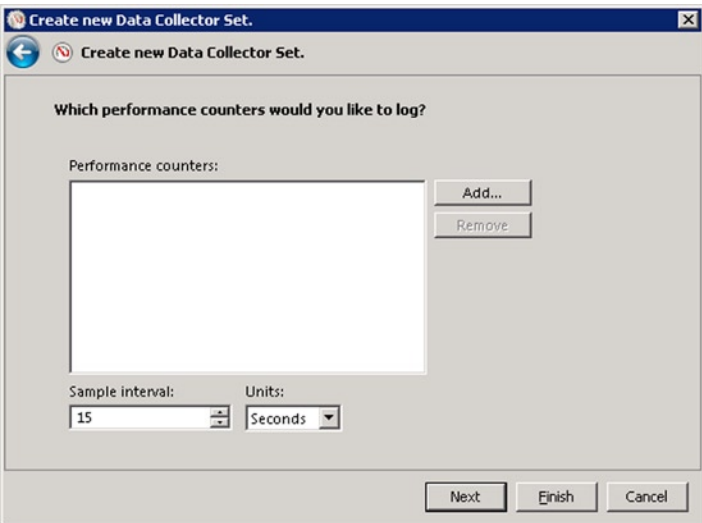 Create new Data Collector Set.
Create new Data Collector Set.
Which performance counters would you like to log?
Performance counters:
Add...
Remove
Sample interval:
Units:
15
Seconds
Next
Finish
Cancel